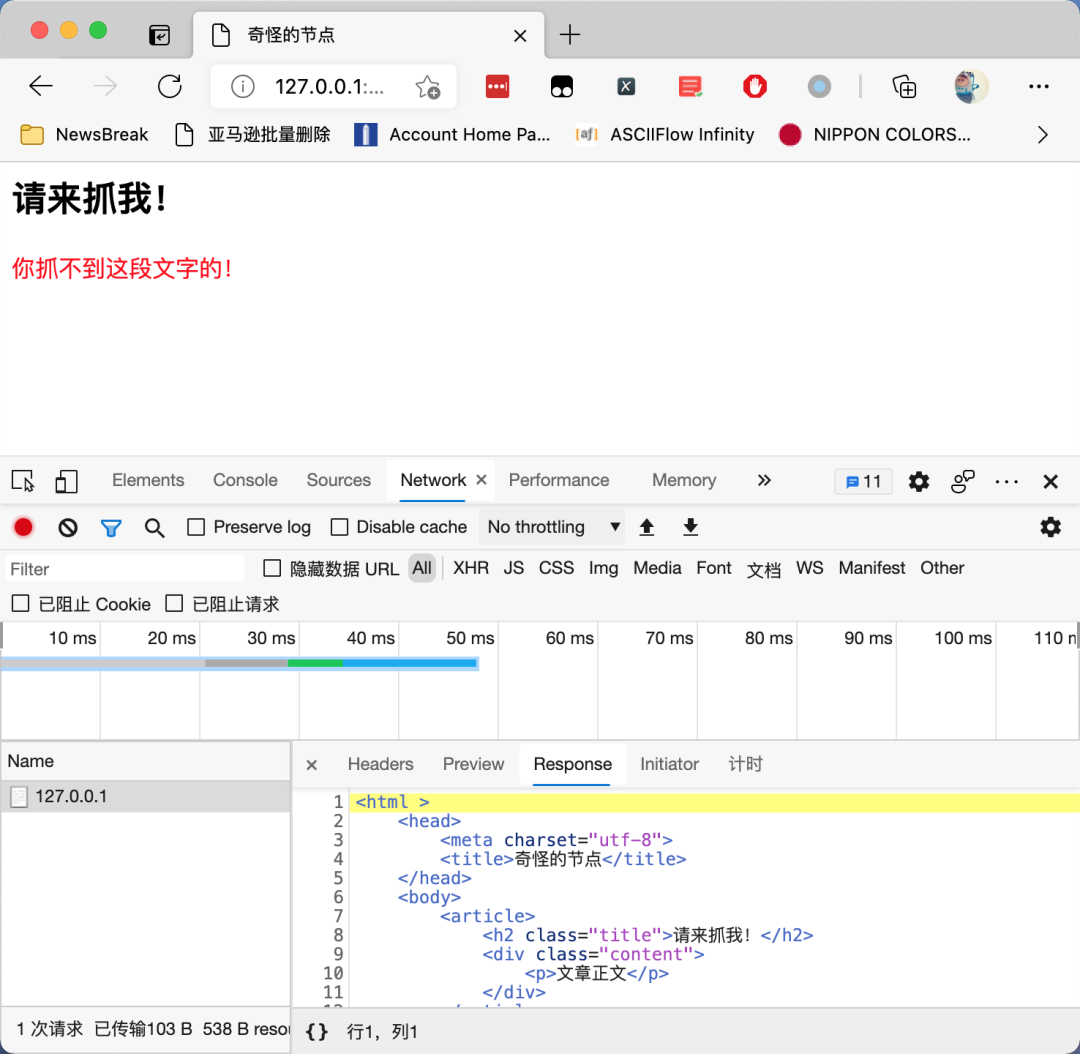 奇怪的节点
127.0.0.1:...
NewsBreak 亚马逊批量删除 Account Home Pa... [af] ASCIIFlow Infinity NIPPON COLORS...
请来抓我！
你抓不到这段文字的！
Elements Console Sources Network Performance Memory 11
Preserve log Disable cache No throttling
Filter 隐藏数据 URL All XHR JS CSS Img Media Font 文档 WS Manifest Other
已阻止 Cookie 已阻止请求
10 ms 20 ms 30 ms 40 ms 50 ms 60 ms 70 ms 80 ms 90 ms 100 ms 110 m
Name
Headers Preview Response Initiator 计时
127.0.0.1
1 <html >
2 <head>
3 <meta charset="utf-8">
4 <title>奇怪的节点</title>
5 </head>
6 <body>
7 <article>
8 <h2 class="title">请来抓我！</h2>
9 <div class="content">
10 <p>文章正文</p>
11 </div>
1 次请求 已传输103 B 538 B resou
{} 行1，列1